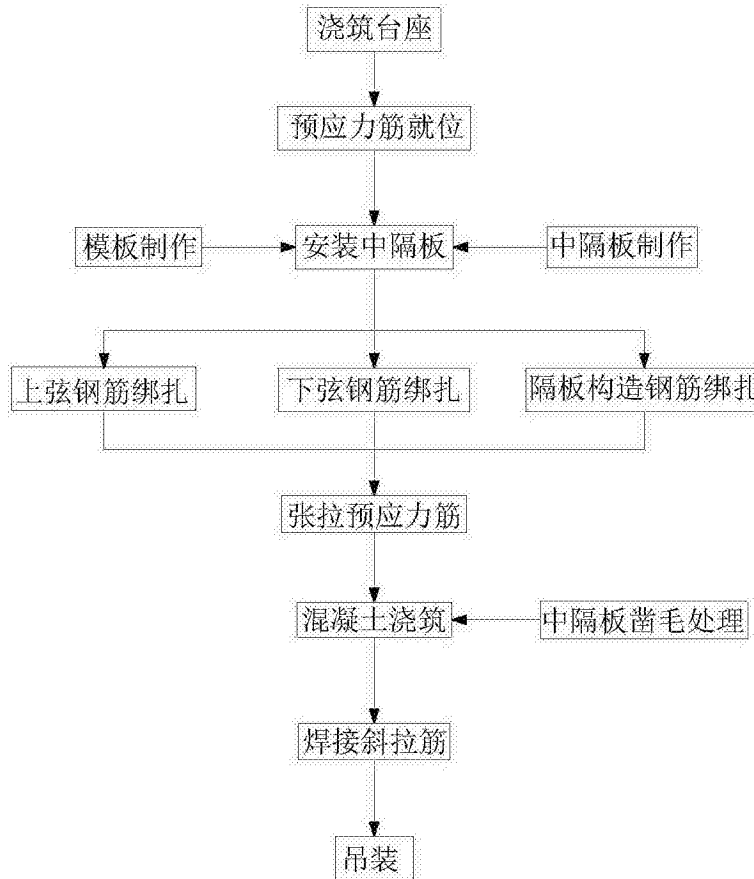 浇筑台座
预应力筋就位
模板制作
安装中隔板
中隔板制作
上弦钢筋绑扎
下弦钢筋绑扎
隔板构造钢筋绑扎
张拉预应力筋
混凝土浇筑
中隔板凿毛处理
焊接斜拉筋
吊装